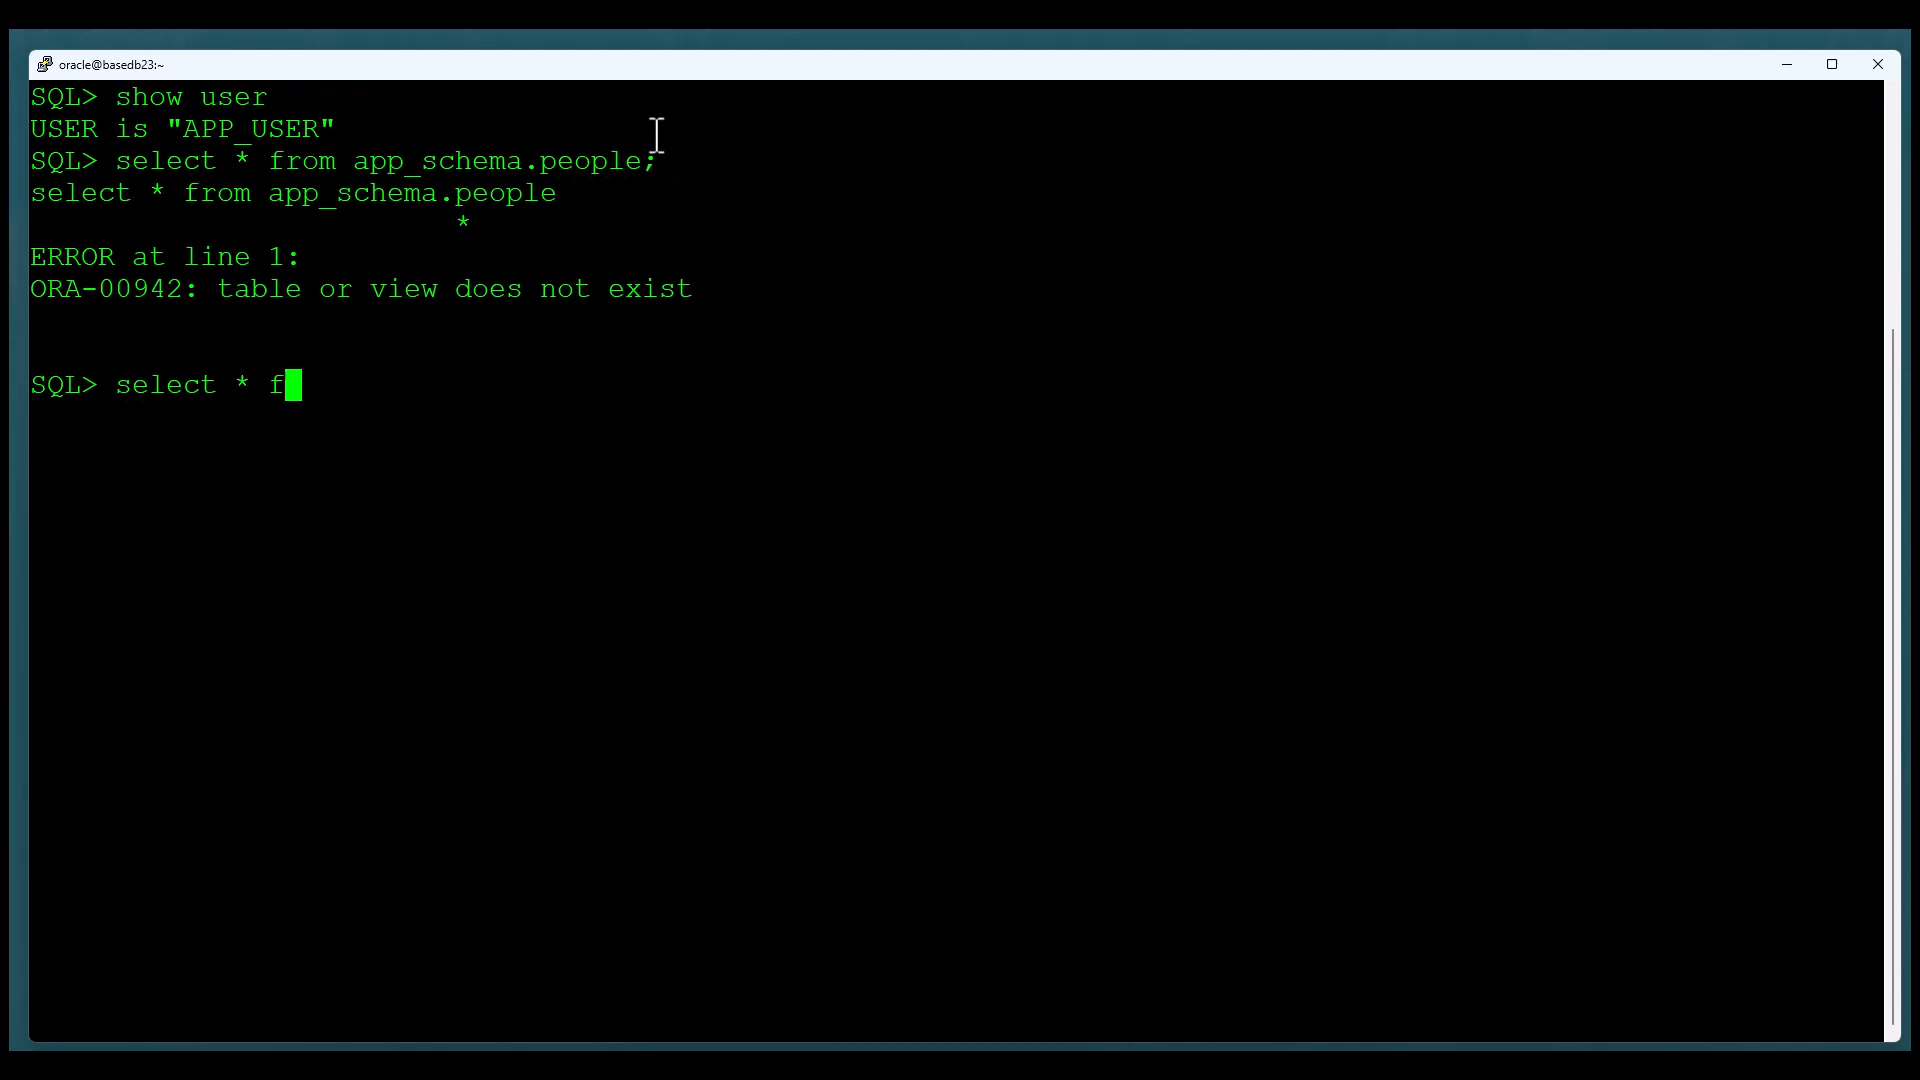 oracle@basedb23:~
SQL> show user
USER is "APP_USER"
SQL> select * from app_schema.people;
select * from app_schema.people
*
ERROR at line 1:
ORA-00942: table or view does not exist
SQL> select * f